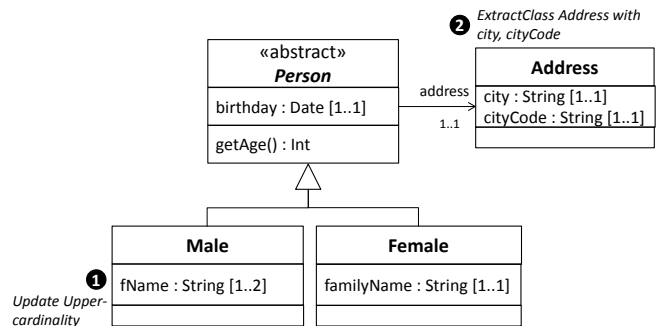 ❷ ExtractClass Address with
city, cityCode
«abstract»
Person
birthday : Date [1..1]
getAge() : Int
address
1..1
Address
city : String [1..1]
cityCode : String [1..1]
Male
fName : String [1..2]
Female
familyName : String [1..1]
❶
Update Upper-
cardinality